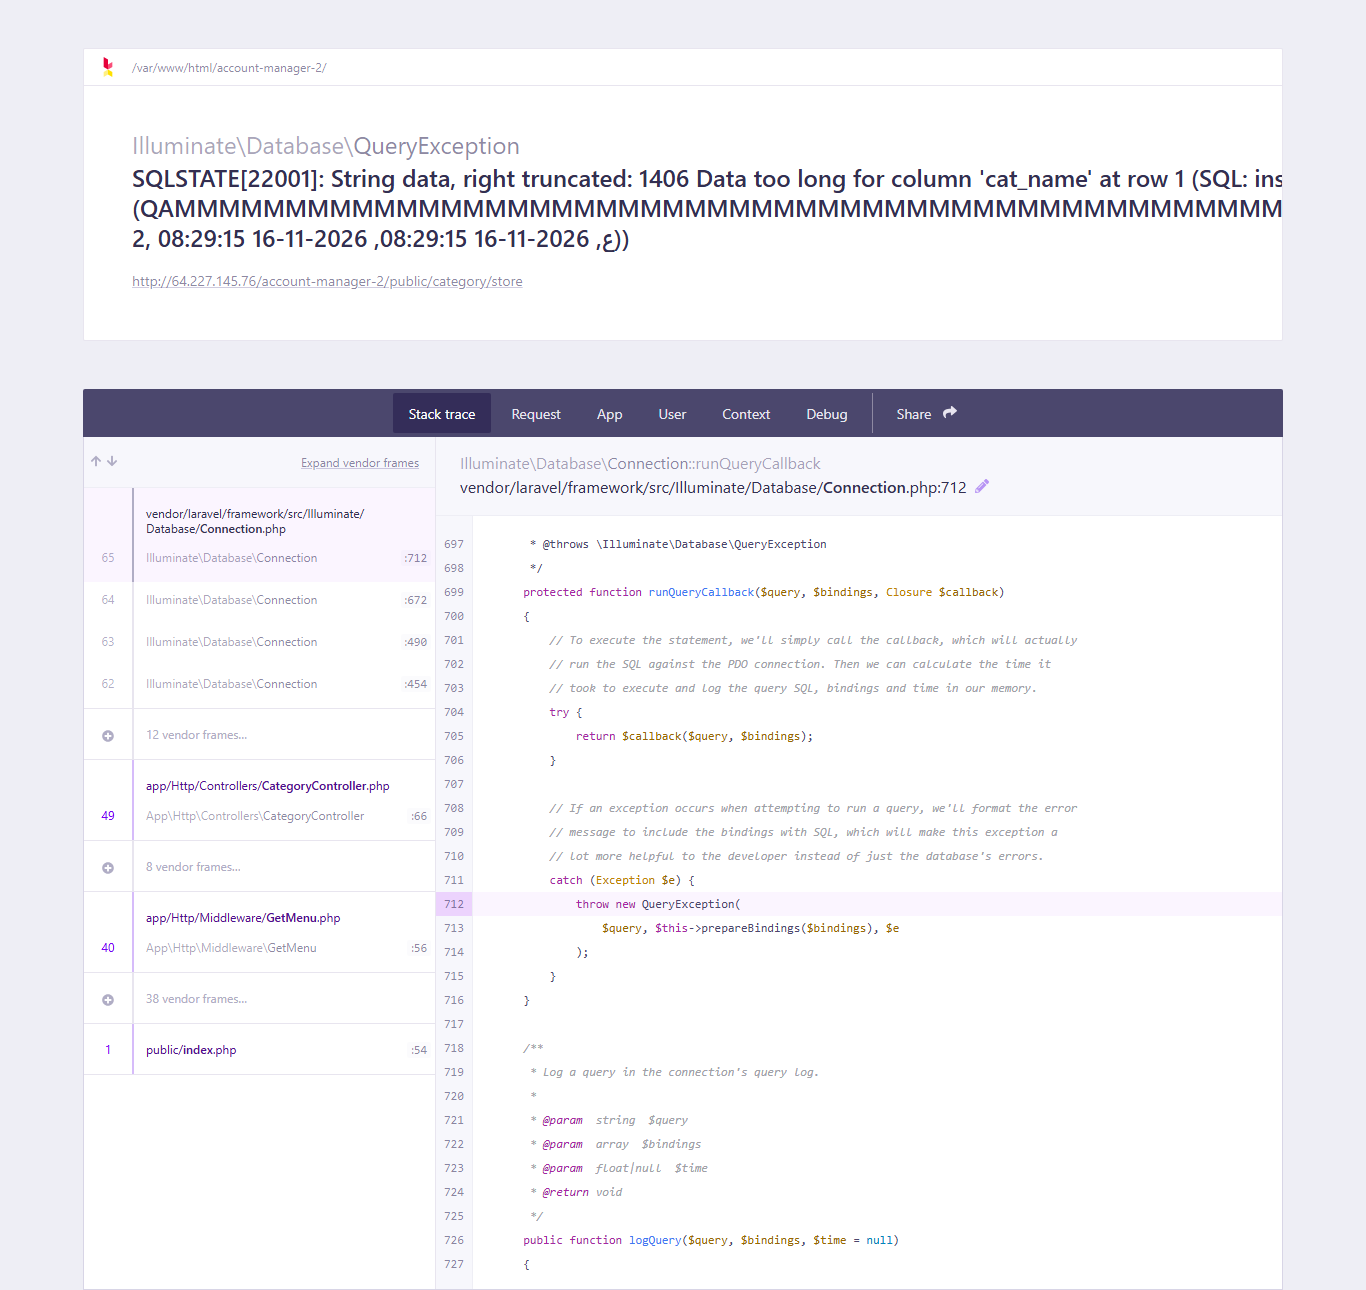 /var/www/html/account-manager-2/
Illuminate\Database\QueryException
SQLSTATE[22001]: String data, right truncated: 1406 Data too long for column 'cat_name' at row 1 (SQL: ins
(QAMMMMMMMMMMMMMMMMMMMMMMMMMMMMMMMMMMMMMMMMMMMMMMMMMM
2, 08:29:15 16-11-2026 ,08:29:15 16-11-2026 ,ع))
http://64.227.145.76/account-manager-2/public/category/store
Stack trace Request App User Context Debug Share
Expand vendor frames
vendor/laravel/framework/src/Illuminate/
Database/Connection.php
65 Illuminate\Database\Connection :712
64 Illuminate\Database\Connection :672
63 Illuminate\Database\Connection :490
62 Illuminate\Database\Connection :454
12 vendor frames...
app/Http/Controllers/CategoryController.php
49 App\Http\Controllers\CategoryController :66
8 vendor frames...
app/Http/Middleware/GetMenu.php
40 App\Http\Middleware\GetMenu :56
38 vendor frames...
1 public/index.php :54
Illuminate\Database\Connection::runQueryCallback
vendor/laravel/framework/src/Illuminate/Database/Connection.php:712
697 * @throws \Illuminate\Database\QueryException
698 */
699 protected function runQueryCallback($query, $bindings, Closure $callback)
700 {
701 // To execute the statement, we'll simply call the callback, which will actually
702 // run the SQL against the PDO connection. Then we can calculate the time it
703 // took to execute and log the query SQL, bindings and time in our memory.
704 try {
705 return $callback($query, $bindings);
706 }
707
708 // If an exception occurs when attempting to run a query, we'll format the error
709 // message to include the bindings with SQL, which will make this exception a
710 // lot more helpful to the developer instead of just the database's errors.
711 catch (Exception $e) {
712 throw new QueryException(
713 $query, $this->prepareBindings($bindings), $e
714 );
715 }
716 }
717
718 /**
719 * Log a query in the connection's query log.
720 *
721 * @param string $query
722 * @param array $bindings
723 * @param float|null $time
724 * @return void
725 */
726 public function logQuery($query, $bindings, $time = null)
727 {